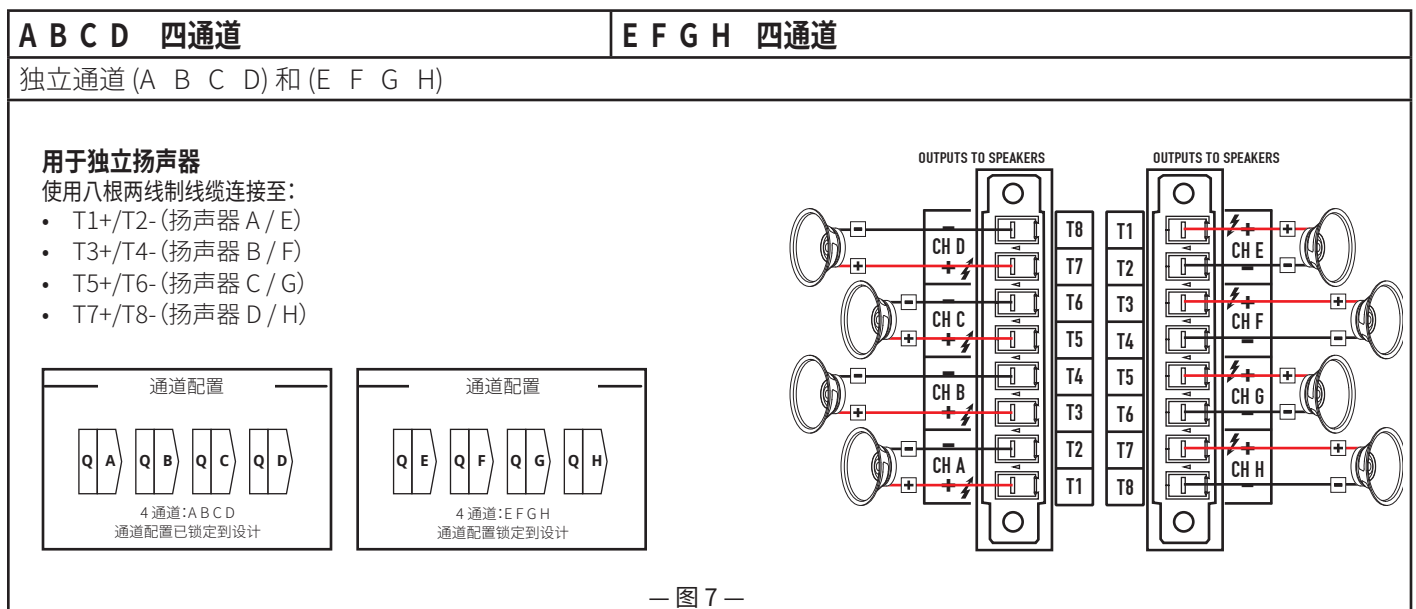 A B C D 四通道
E F G H 四通道
独立通道 (A B C D) 和 (E F G H)
用于独立扬声器
使用八根两线制线缆连接至：
• T1+/T2-（扬声器 A / E）
• T3+/T4-（扬声器 B / F）
• T5+/T6-（扬声器 C / G）
• T7+/T8-（扬声器 D / H）
通道配置
Q A Q B Q C Q D
4 通道：A B C D
通道配置已锁定到设计
通道配置
Q E Q F Q G Q H
4 通道：E F G H
通道配置锁定到设计
OUTPUTS TO SPEAKERS
- - T8
CH D
+ + T7
- - T6
CH C
+ + T5
- - T4
CH B
+ + T3
- - T2
CH A
+ + T1
OUTPUTS TO SPEAKERS
T1 + +
CH E
T2 - -
T3 + +
CH F
T4 - -
T5 + +
CH G
T6 - -
T7 + +
CH H
T8 - -
— 图 7 —